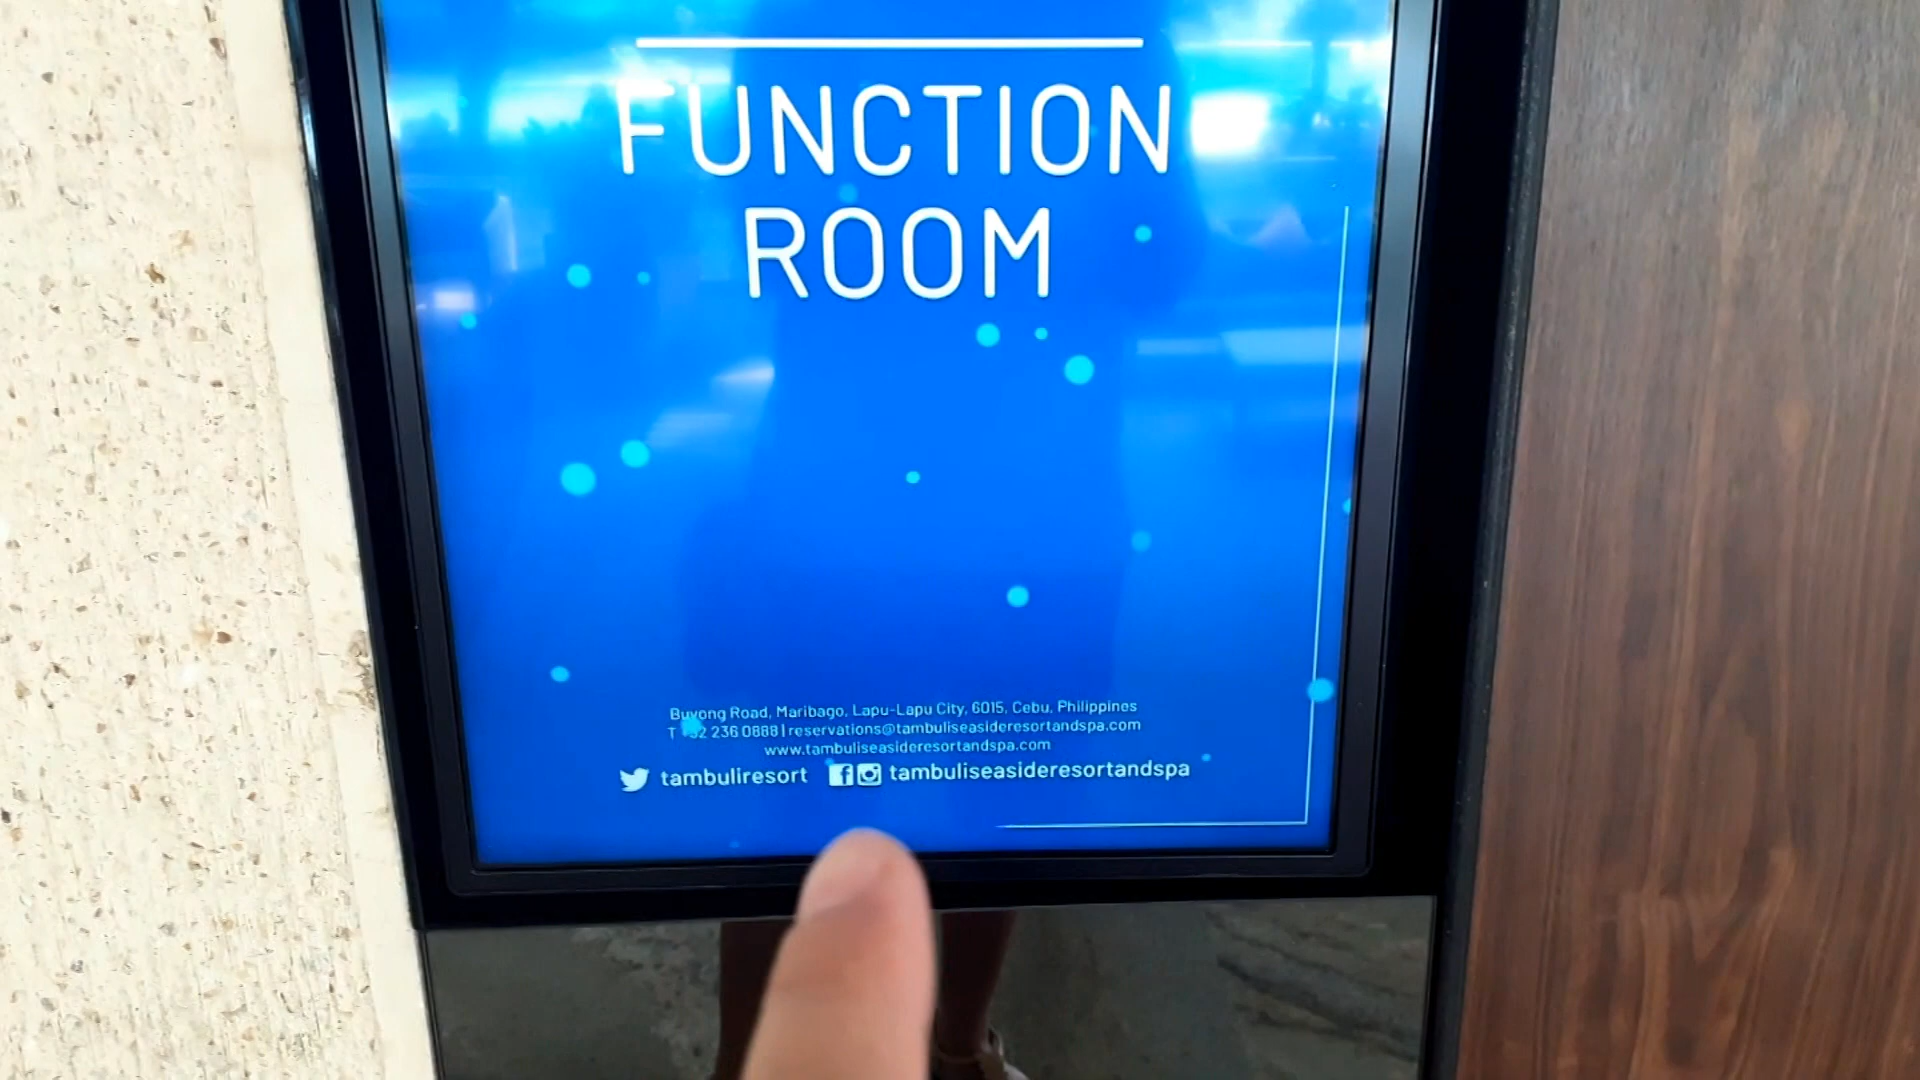 FUNCTION
ROOM
Buyong Road, Maribago, Lapu-Lapu City, 6015, Cebu, Philippines
T 236 0888 | reservations@tambuliseasideresortandspa.com
www.tambuliseasideresortandspa.com
tambuliresort tambuliseasideresortandspa